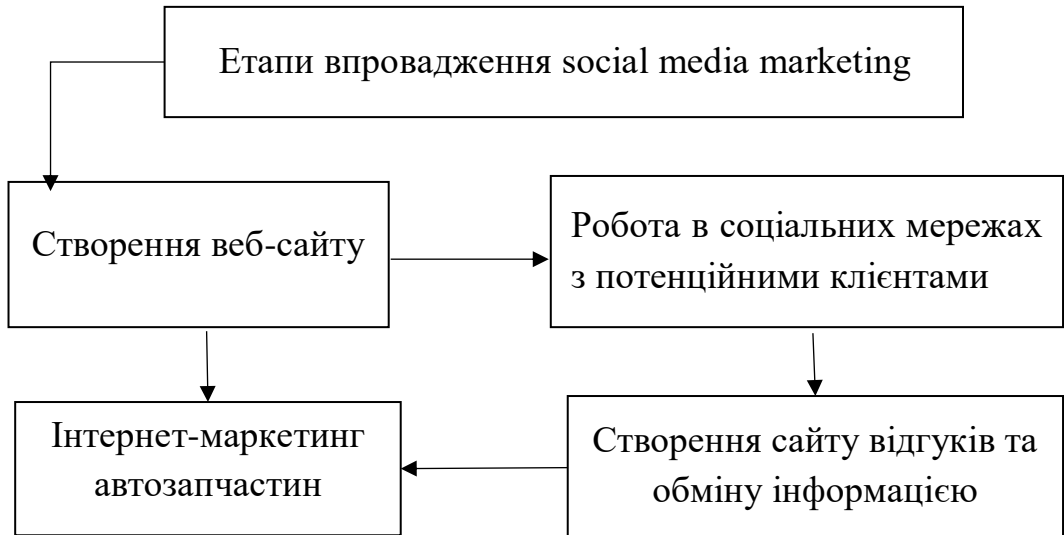 Етапи впровадження social media marketing
Створення веб-сайту
Робота в соціальних мережах
з потенційними клієнтами
Інтернет-маркетинг
автозапчастин
Створення сайту відгуків та
обміну інформацією